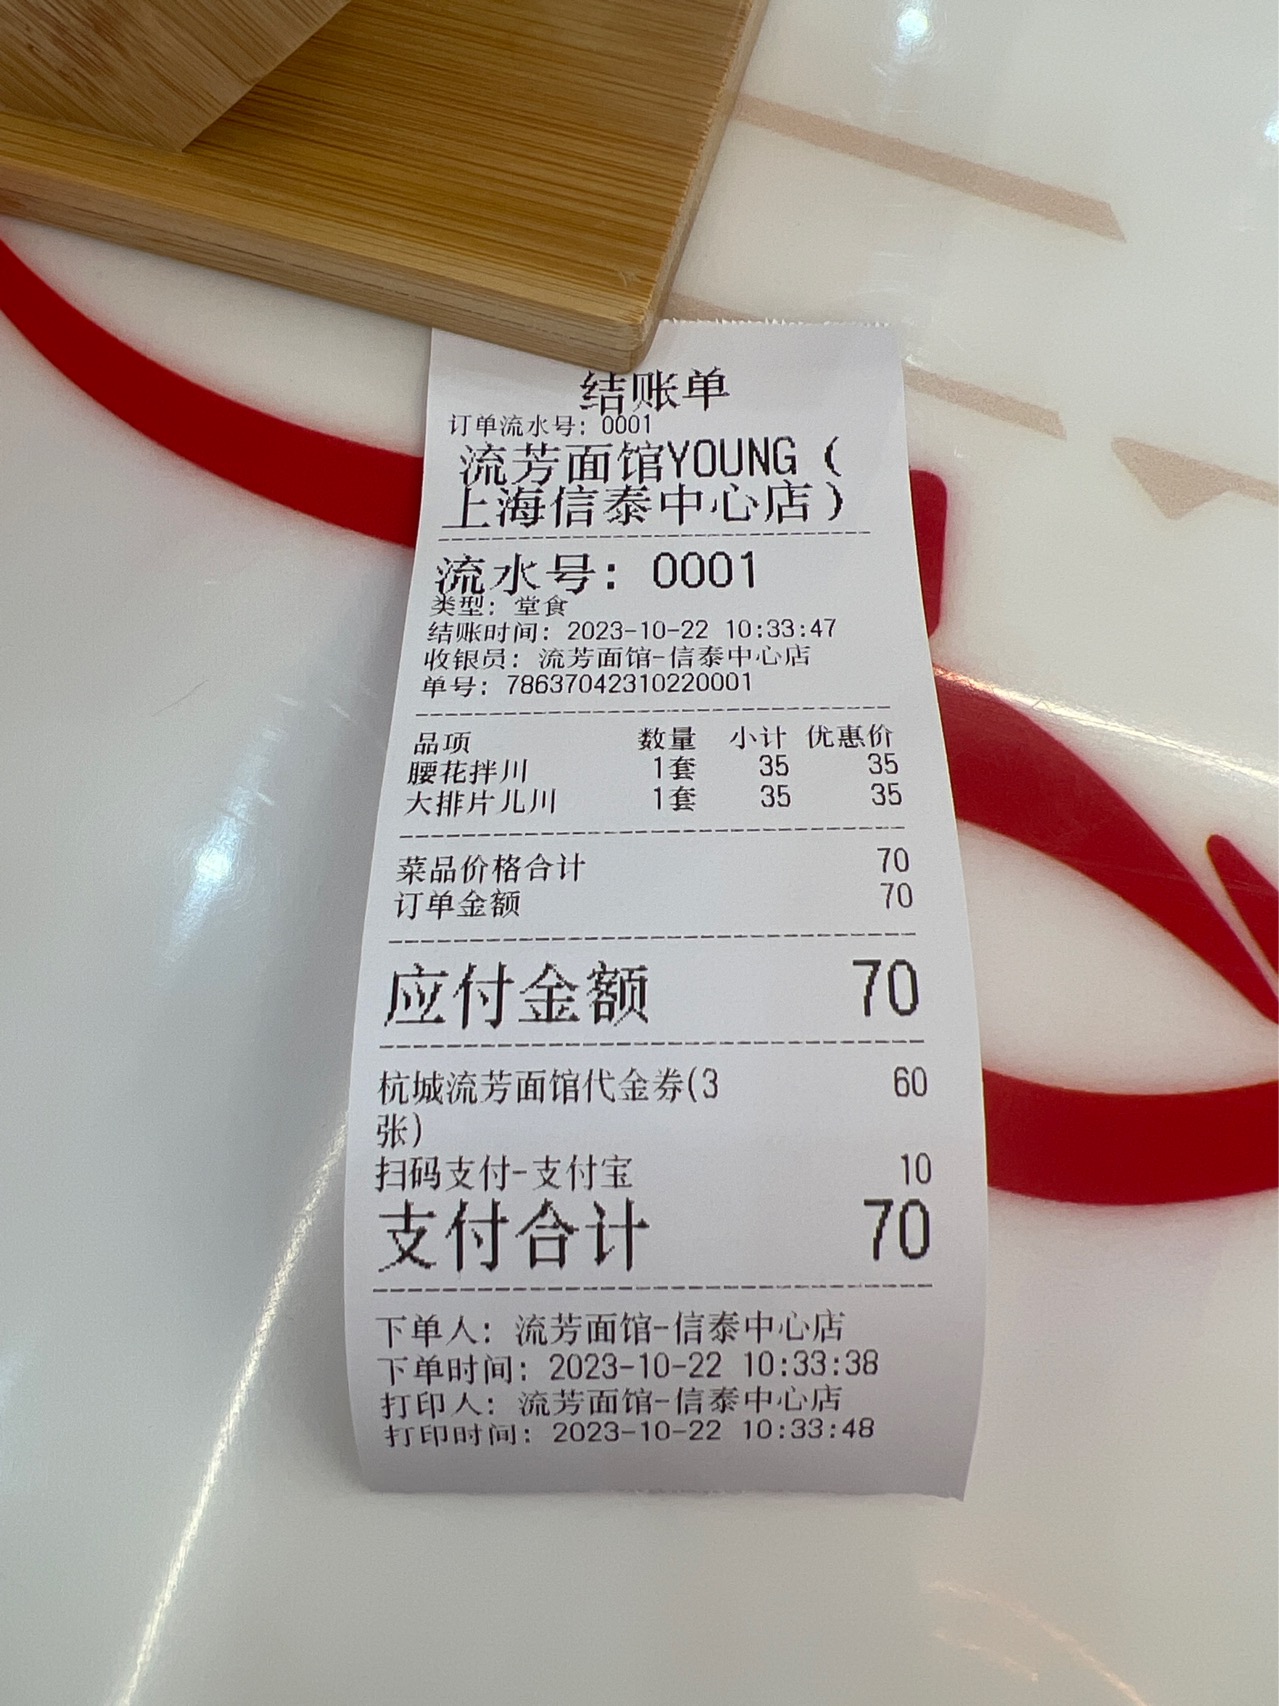 结账单
订单流水号: 0001
流芳面馆YOUNG（
上海信泰中心店）
流水号: 0001
类型: 堂食
结账时间: 2023-10-22 10:33:47
收银员: 流芳面馆-信泰中心店
单号: 78637042310220001
品项 数量 小计 优惠价
腰花拌川 1套 35 35
大排片儿川 1套 35 35
菜品价格合计 70
订单金额 70
应付金额 70
杭城流芳面馆代金券(3 60
张)
扫码支付-支付宝 10
支付合计 70
下单人: 流芳面馆-信泰中心店
下单时间: 2023-10-22 10:33:38
打印人: 流芳面馆-信泰中心店
打印时间: 2023-10-22 10:33:48